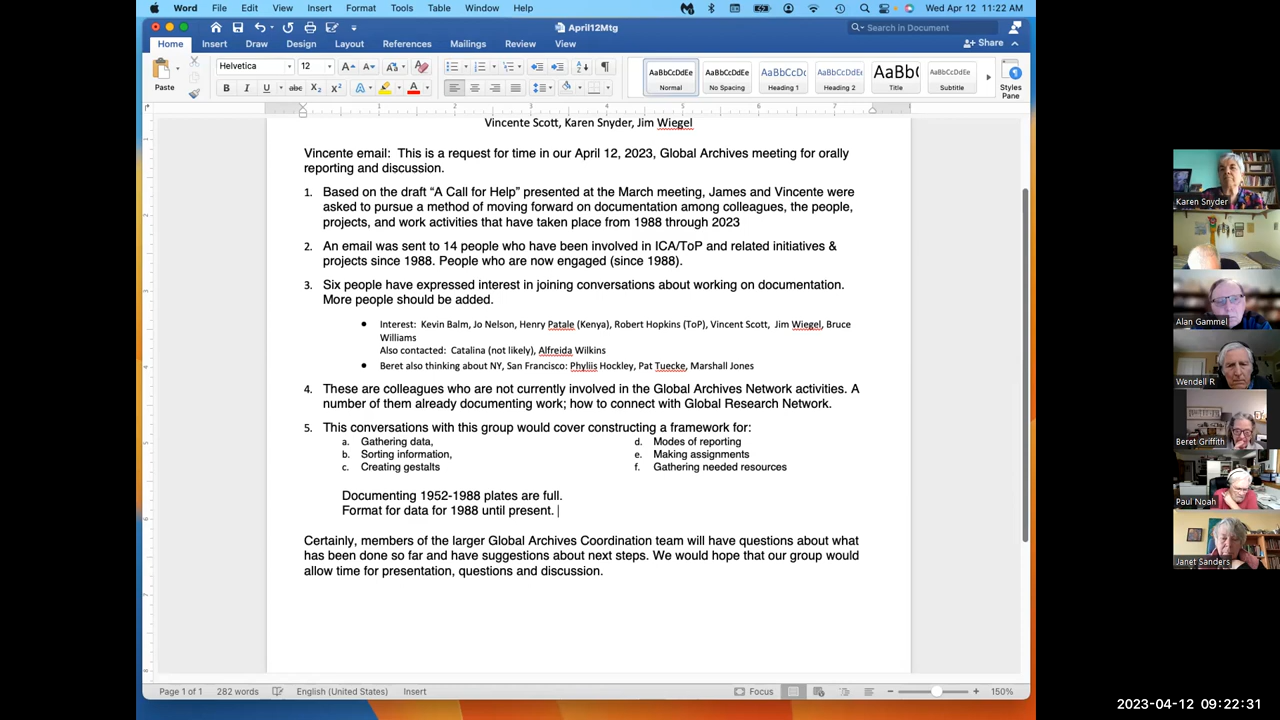 Word File Edit View Insert Format Tools Table Window Help Wed Apr 12 11:22 AM
April12Mtg
Search in Document
Home Insert Draw Design Layout References Mailings Review View
Share
Paste
Helvetica 12
AaBbCcDdEe AaBbCcDdEe AaBbCcDc AaBbCcDdE AaBb( AaBbCcDdEe
Normal No Spacing Heading 1 Heading 2 Title Subtitle
Styles
Pane
Vincente Scott, Karen Snyder, Jim Wiegel
Vincente email: This is a request for time in our April 12, 2023, Global Archives meeting for orally
reporting and discussion.
1. Based on the draft “A Call for Help” presented at the March meeting, James and Vincente were
asked to pursue a method of moving forward on documentation among colleagues, the people,
projects, and work activities that have taken place from 1988 through 2023
2. An email was sent to 14 people who have been involved in ICA/ToP and related initiatives &
projects since 1988. People who are now engaged (since 1988).
3. Six people have expressed interest in joining conversations about working on documentation.
More people should be added.
• Interest: Kevin Balm, Jo Nelson, Henry Patale (Kenya), Robert Hopkins (ToP), Vincent Scott, Jim Wiegel, Bruce
Williams
Also contacted: Catalina (not likely), Alfreida Wilkins
• Beret also thinking about NY, San Francisco: Phyliis Hockley, Pat Tuecke, Marshall Jones
4. These are colleagues who are not currently involved in the Global Archives Network activities. A
number of them already documenting work; how to connect with Global Research Network.
5. This conversations with this group would cover constructing a framework for:
a. Gathering data,
b. Sorting information,
c. Creating gestalts
d. Modes of reporting
e. Making assignments
f. Gathering needed resources
Documenting 1952-1988 plates are full.
Format for data for 1988 until present.
Certainly, members of the larger Global Archives Coordination team will have questions about what
has been done so far and have suggestions about next steps. We would hope that our group would
allow time for presentation, questions and discussion.
Page 1 of 1 282 words English (United States) Insert Focus 150%
Karen Snyder
Alan Gammel
Wendell R
Beret Griffith
Paul Noah
Janet Sanders
2023-04-12 09:22:31